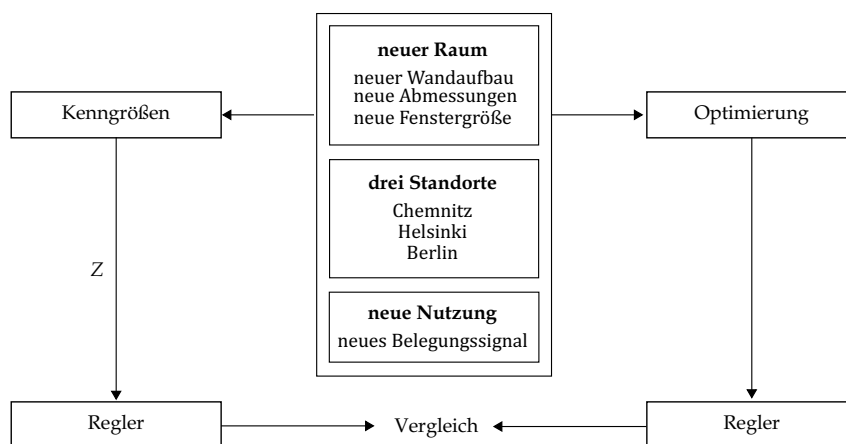 neuer Raum
neuer Wandaufbau
neue Abmessungen
neue Fenstergröße
Kenngrößen
Optimierung
drei Standorte
Chemnitz
Helsinki
Berlin
Z
neue Nutzung
neues Belegungssignal
Regler
Vergleich
Regler